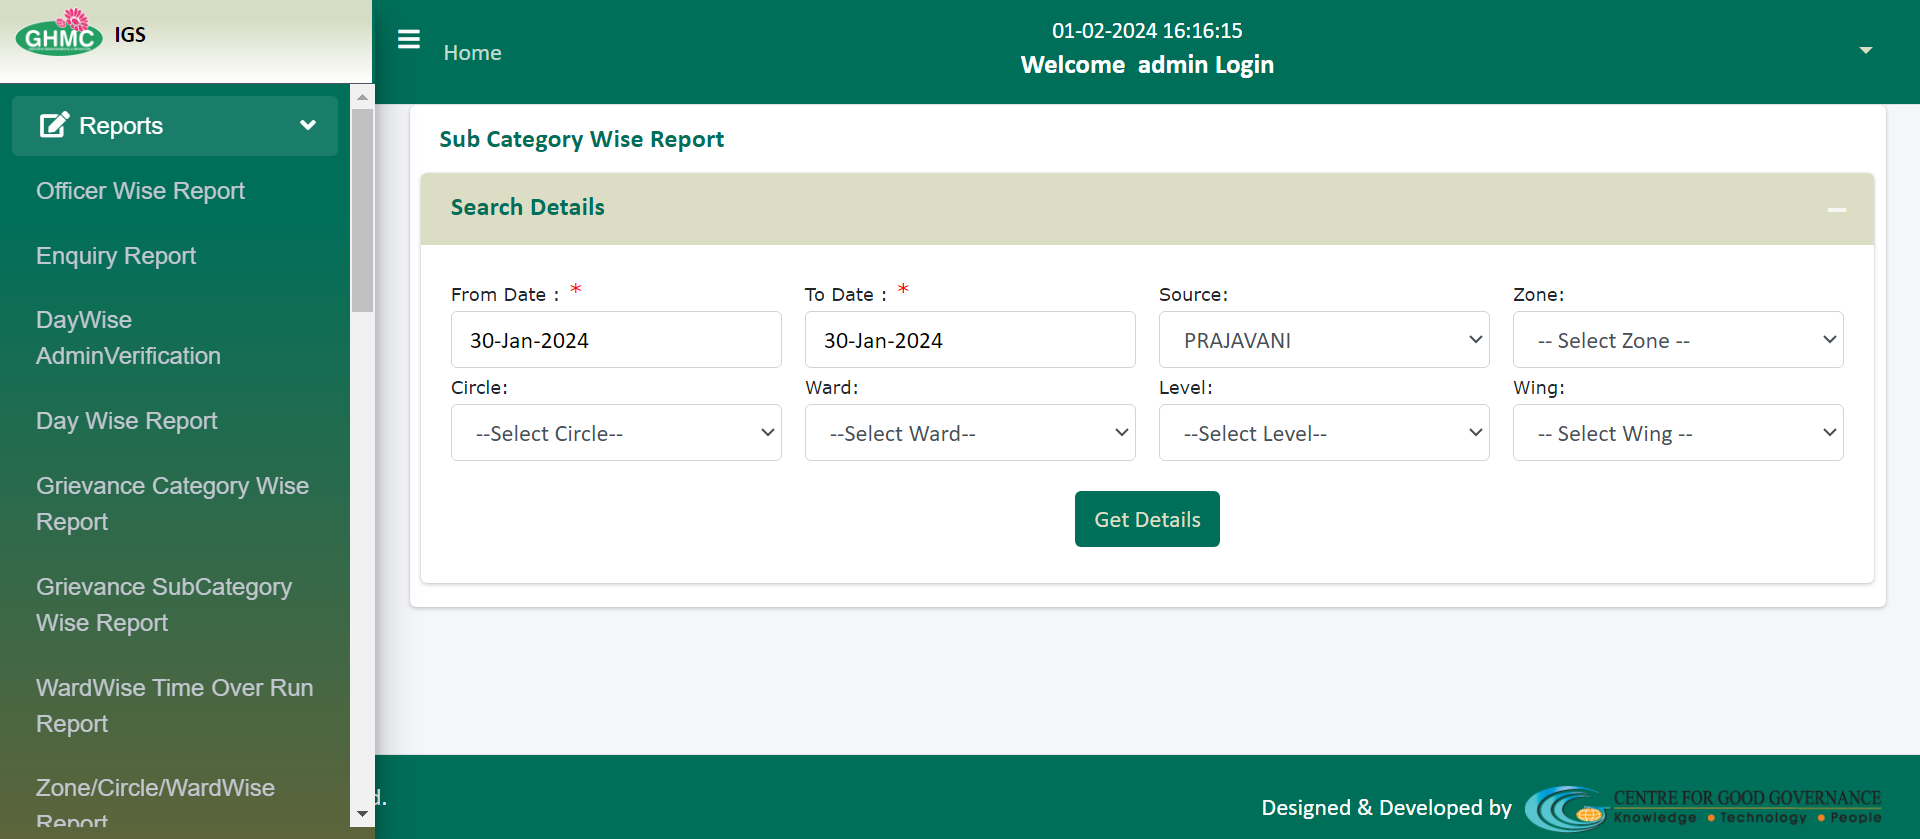 GHMC
IGS
Home
01-02-2024 16:16:15
Welcome admin Login
Reports
Officer Wise Report
Enquiry Report
DayWise
AdminVerification
Day Wise Report
Grievance Category Wise
Report
Grievance SubCategory
Wise Report
WardWise Time Over Run
Report
Zone/Circle/WardWise
Report
Sub Category Wise Report
Search Details
From Date : *
To Date : *
Source:
Zone:
30-Jan-2024
30-Jan-2024
PRAJAVANI
-- Select Zone --
Circle:
Ward:
Level:
Wing:
--Select Circle--
--Select Ward--
--Select Level--
-- Select Wing --
Get Details
d.
Designed & Developed by
CENTRE FOR GOOD GOVERNANCE
Knowledge • Technology • People